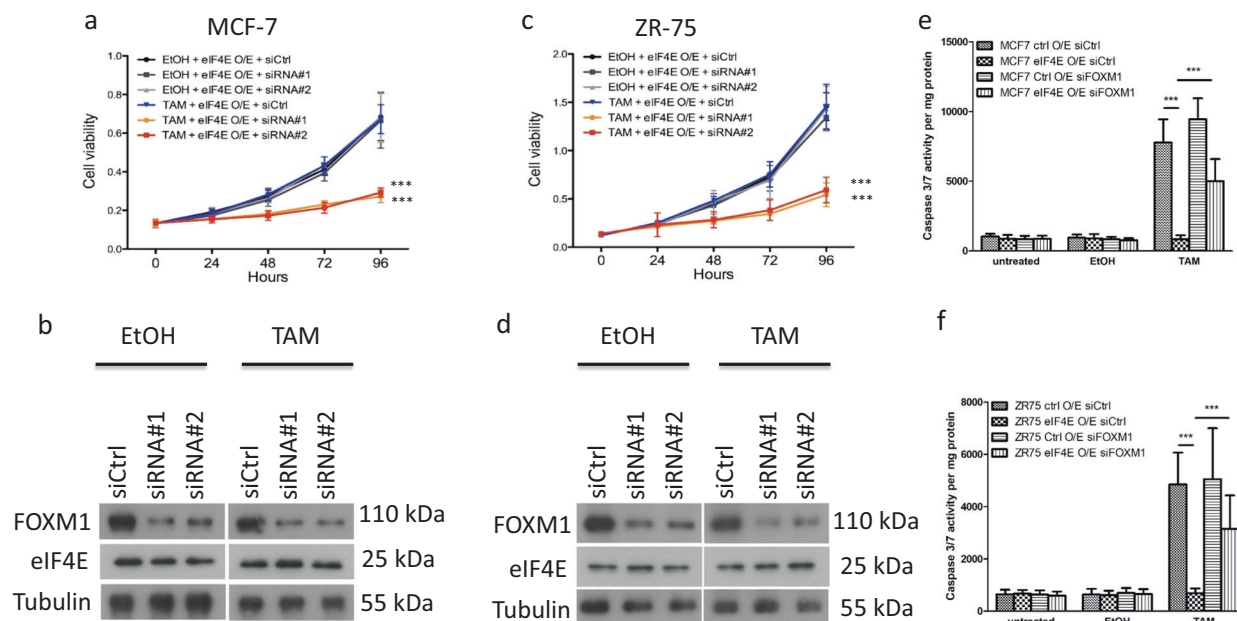 a
MCF-7
EtOH + eIF4E O/E + siCtrl
EtOH + eIF4E O/E + siRNA#1
EtOH + eIF4E O/E + siRNA#2
TAM + eIF4E O/E + siCtrl
TAM + eIF4E O/E + siRNA#1
TAM + eIF4E O/E + siRNA#2
Cell viability
1.0
0.8
0.6
0.4
0.2
0.0
***
***
0 24 48 72 96
Hours
c
ZR-75
EtOH + eIF4E O/E + siCtrl
EtOH + eIF4E O/E + siRNA#1
EtOH + eIF4E O/E + siRNA#2
TAM + eIF4E O/E + siCtrl
TAM + eIF4E O/E + siRNA#1
TAM + eIF4E O/E + siRNA#2
Cell viability
2.0
1.5
1.0
0.5
0.0
***
***
0 24 48 72 96
Hours
e
MCF7 ctrl O/E siCtrl
MCF7 eIF4E O/E siCtrl
MCF7 Ctrl O/E siFOXM1
MCF7 eIF4E O/E siFOXM1
Caspase 3/7 activity per mg protein
15000
10000
5000
0
***
***
untreated EtOH TAM
b
EtOH TAM
siCtrl siRNA#1 siRNA#2 siCtrl siRNA#1 siRNA#2
FOXM1 110 kDa
eIF4E 25 kDa
Tubulin 55 kDa
d
EtOH TAM
siCtrl siRNA#1 siRNA#2 siCtrl siRNA#1 siRNA#2
FOXM1 110 kDa
eIF4E 25 kDa
Tubulin 55 kDa
f
ZR75 ctrl O/E siCtrl
ZR75 eIF4E O/E siCtrl
ZR75 Ctrl O/E siFOXM1
ZR75 eIF4E O/E siFOXM1
Caspase 3/7 activity per mg protein
8000
6000
4000
2000
0
***
***
untreated EtOH TAM